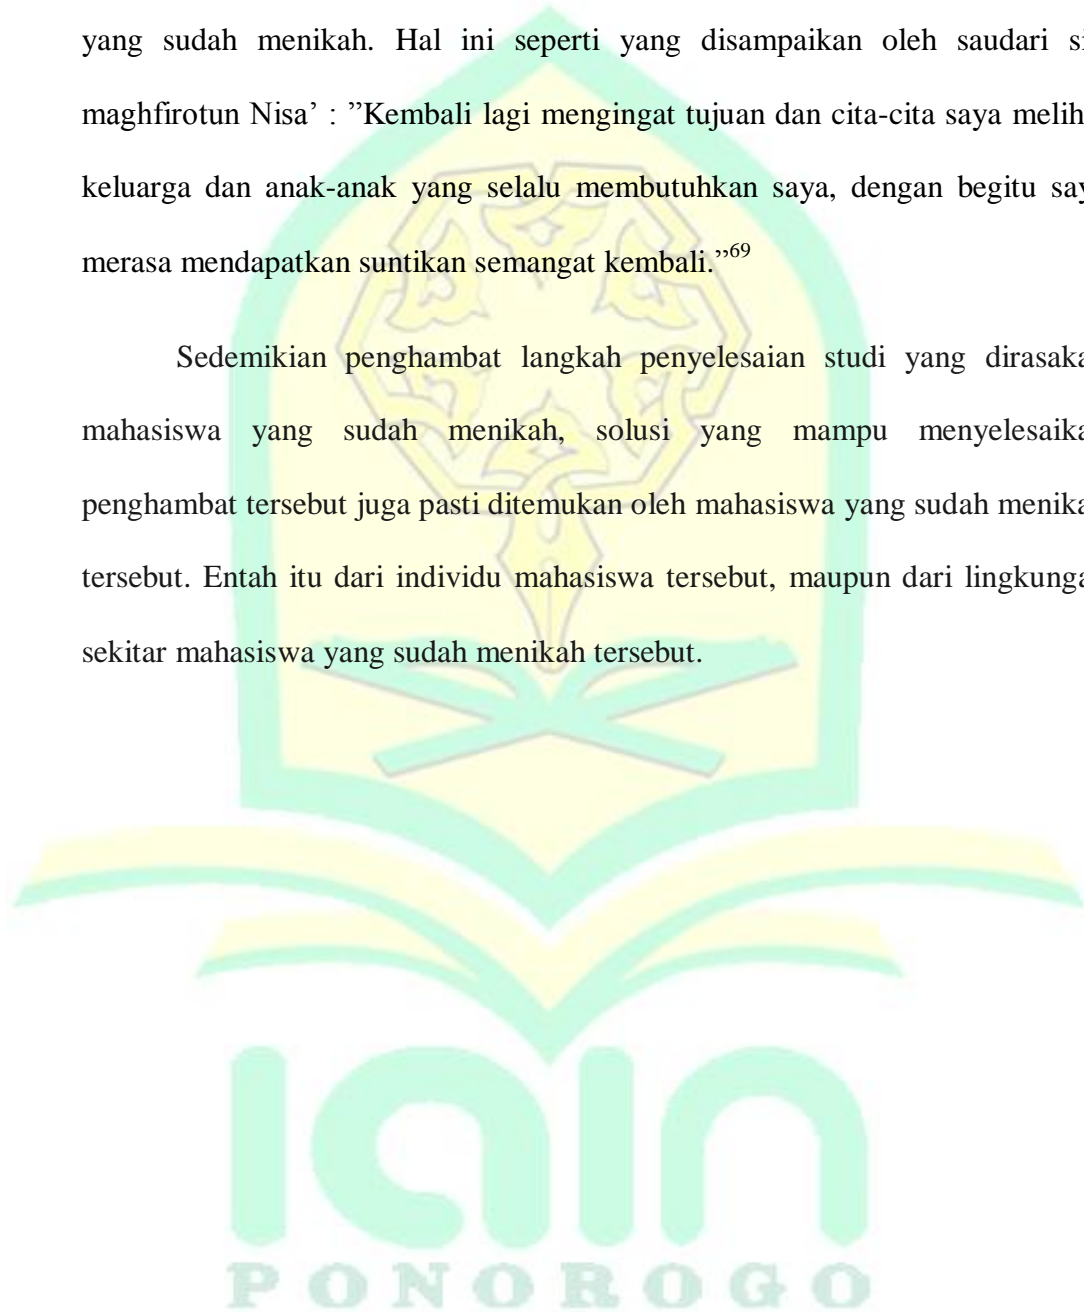 yang sudah menikah. Hal ini seperti yang disampaikan oleh saudari si
maghfirotun Nisa’ : ”Kembali lagi mengingat tujuan dan cita-cita saya melih
keluarga dan anak-anak yang selalu membutuhkan saya, dengan begitu say
merasa mendapatkan suntikan semangat kembali.”69
Sedemikian penghambat langkah penyelesaian studi yang dirasaka
mahasiswa yang sudah menikah, solusi yang mampu menyelesaika
penghambat tersebut juga pasti ditemukan oleh mahasiswa yang sudah menika
tersebut. Entah itu dari individu mahasiswa tersebut, maupun dari lingkunga
sekitar mahasiswa yang sudah menikah tersebut.
iain
PONOROGO